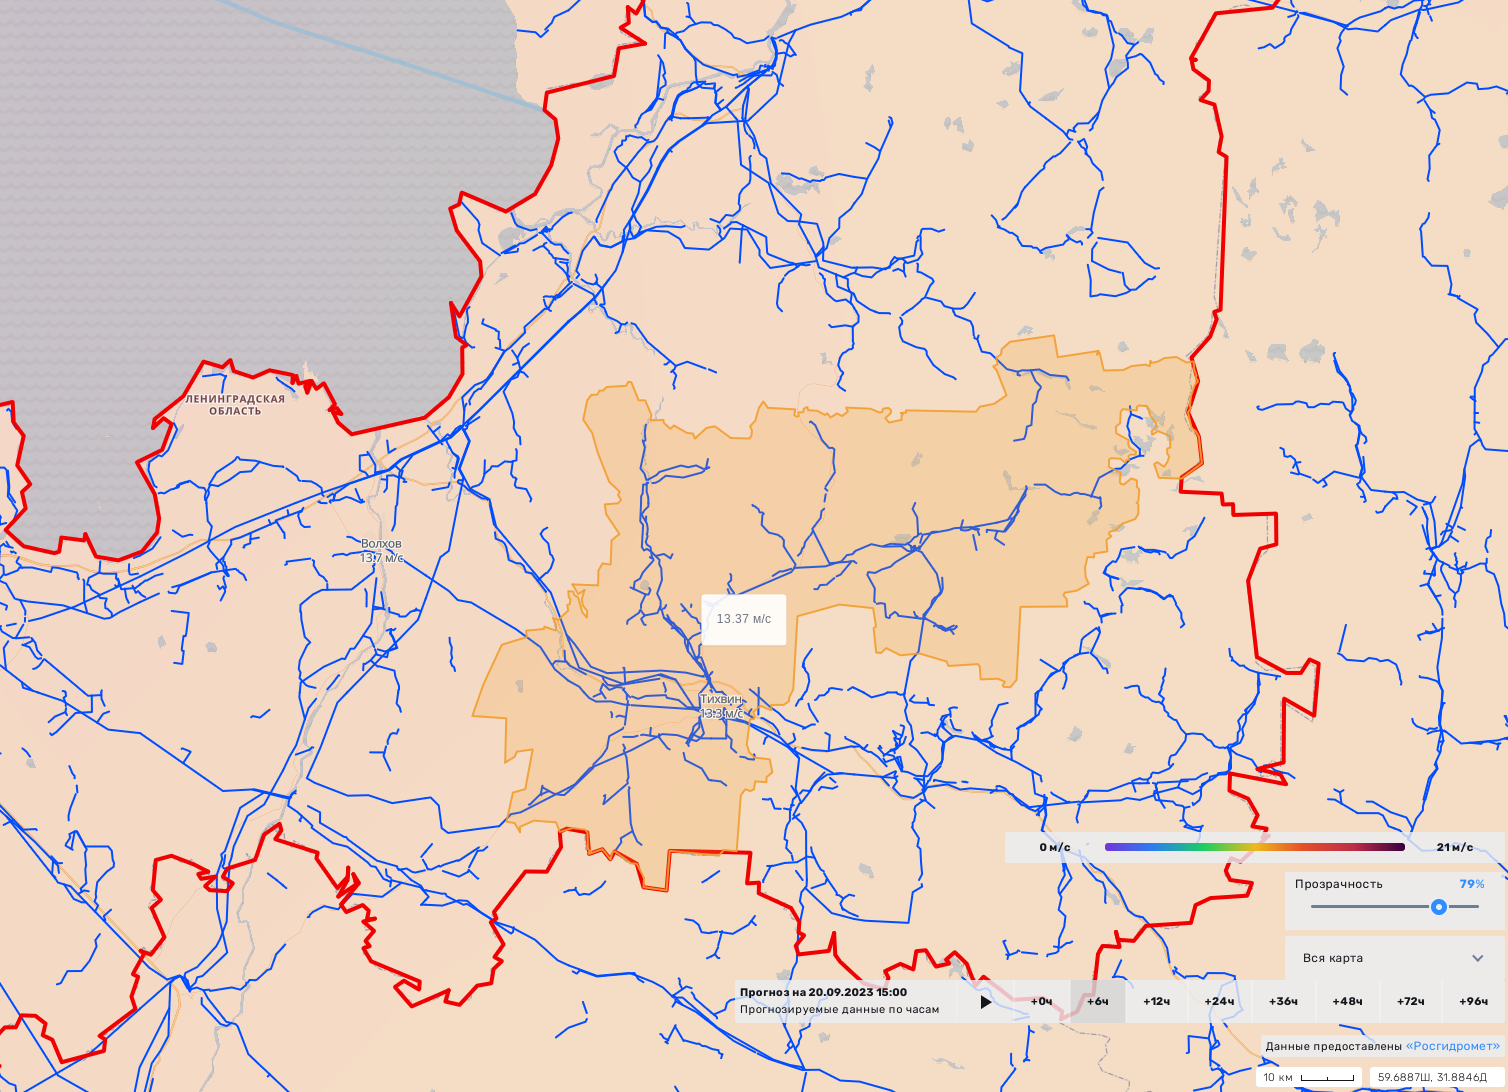 ЛЕНИНГРАДСКАЯ
ОБЛАСТЬ
Волхов
13.7 м/с
13.37 м/с
Тихвин
13.3 м/с
0 м/с
21 м/с
Прозрачность
79%
Вся карта
Прогноз на 20.09.2023 15:00
Прогнозируемые данные по часам
+0ч
+6ч
+12ч
+24ч
+36ч
+48ч
+72ч
+96ч
Данные предоставлены «Росгидромет»
10 км
59.6887Ш, 31.8846Д